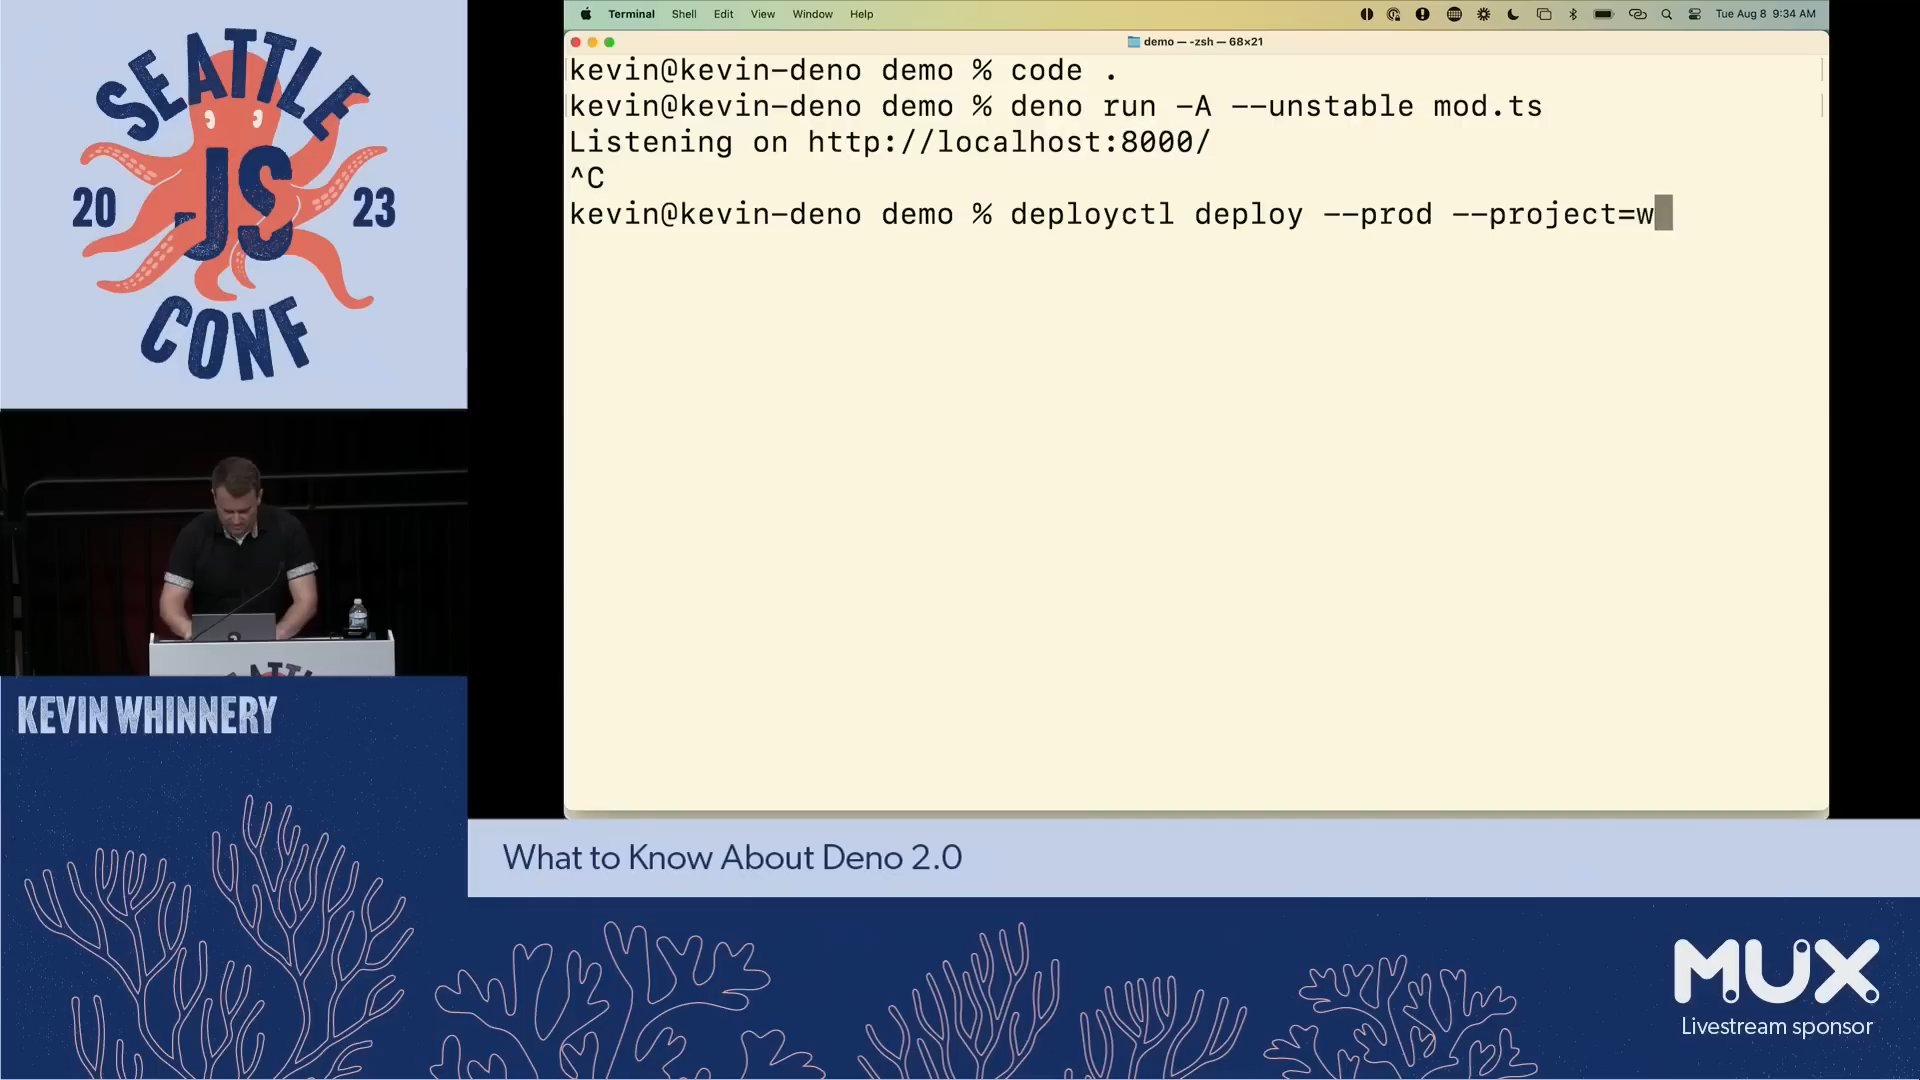 SEATTLE
JS
20 23
CONF
Terminal Shell Edit View Window Help
Tue Aug 8 9:34 AM
demo — -zsh — 68×21
kevin@kevin-deno demo % code .
kevin@kevin-deno demo % deno run -A --unstable mod.ts
Listening on http://localhost:8000/
^C
kevin@kevin-deno demo % deployctl deploy --prod --project=w
KEVIN WHINNERY
What to Know About Deno 2.0
MUX
Livestream sponsor